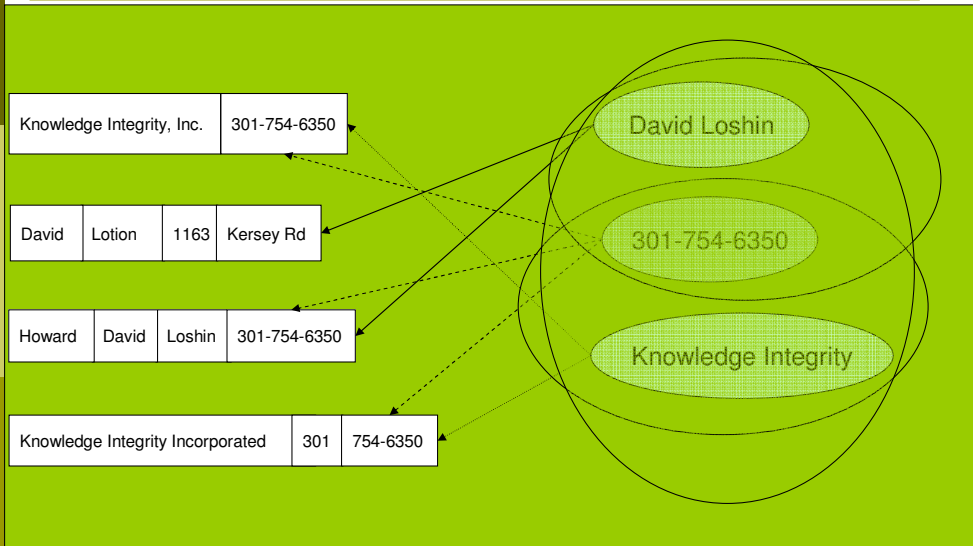 Knowledge Integrity, Inc. 301-754-6350
David Lotion 1163 Kersey Rd
Howard David Loshin 301-754-6350
Knowledge Integrity Incorporated 301 754-6350
David Loshin
301-754-6350
Knowledge Integrity